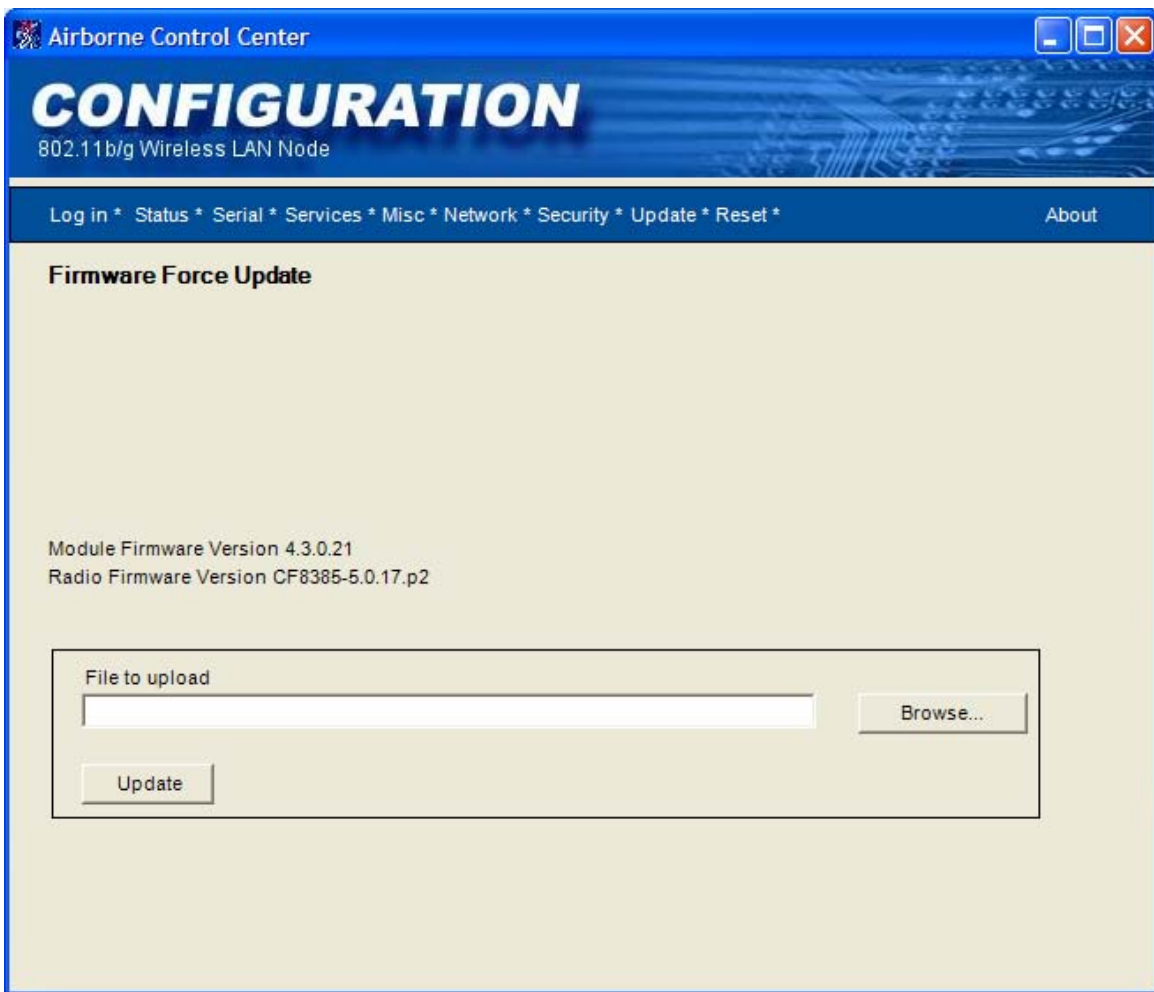 Airborne Control Center
CONFIGURATION
802.11b/g Wireless LAN Node
Log in * Status * Serial * Services * Misc * Network * Security * Update * Reset * About
Firmware Force Update
Module Firmware Version 4.3.0.21
Radio Firmware Version CF8385-5.0.17.p2
File to upload
Browse...
Update